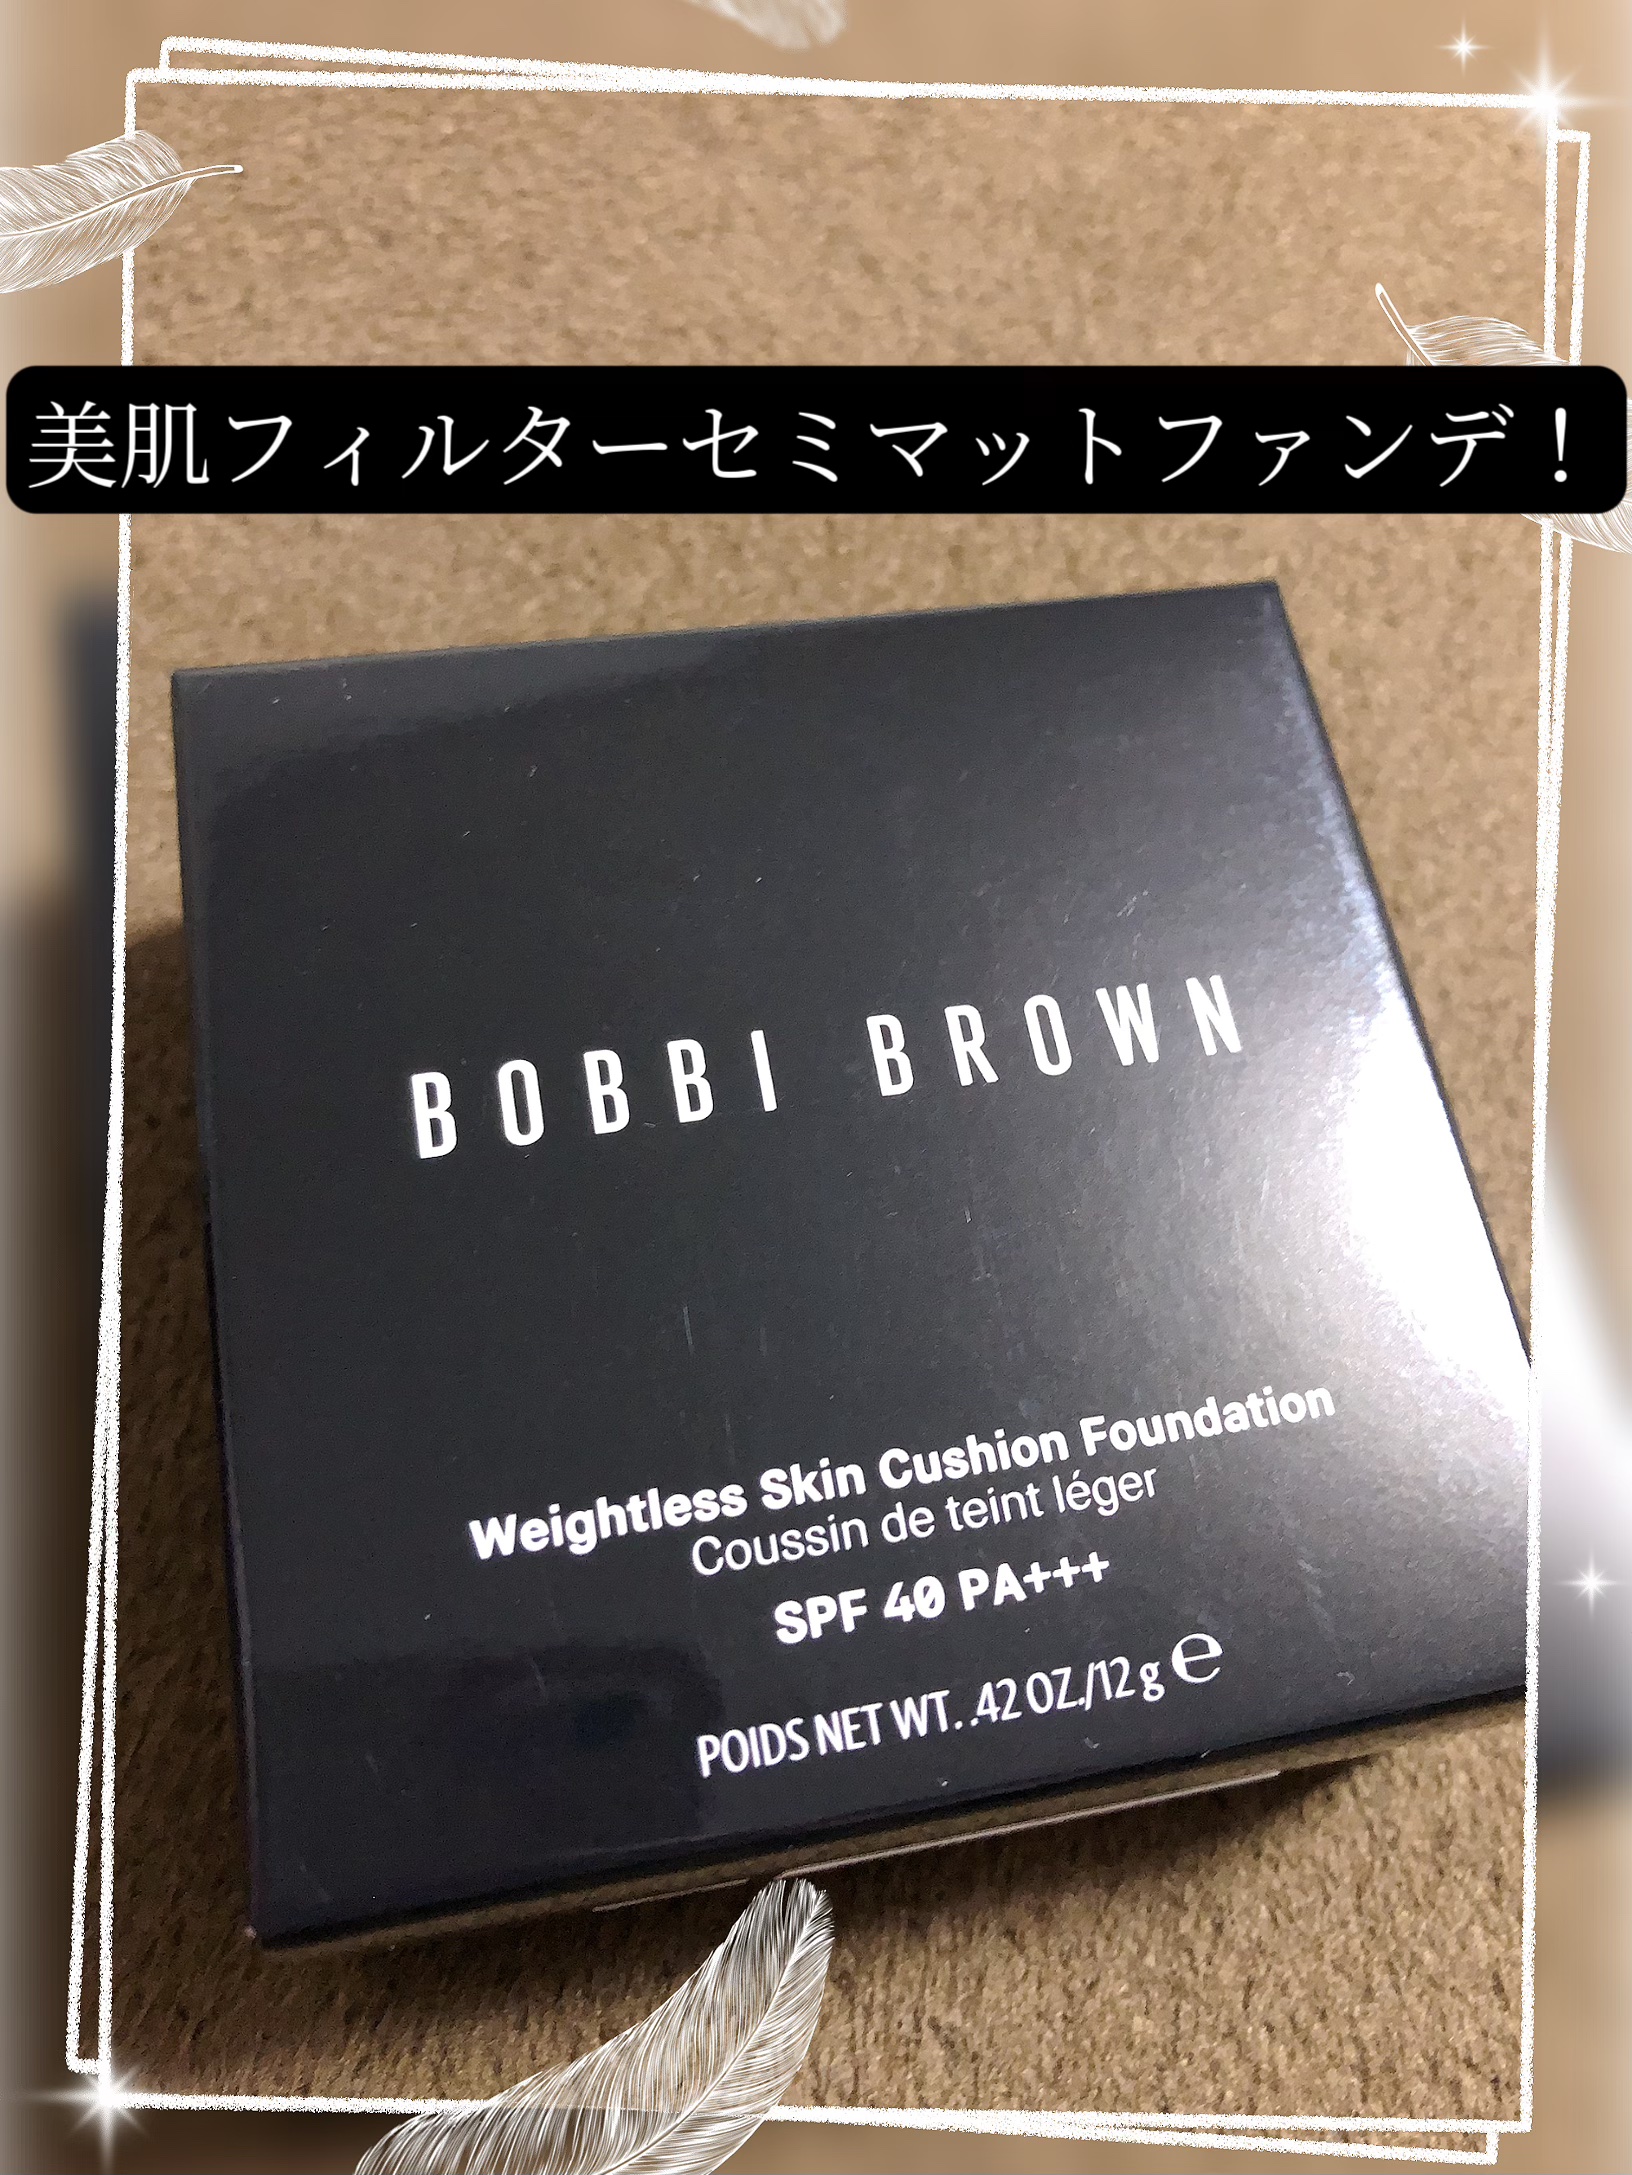 美肌フィルターセミマットファンデ！
BOBBI BROWN
Weightless Skin Cushion Foundation
Coussin de teint léger
SPF 40 PA+++
POIDS NET WT. .42 OZ./12 g ℮